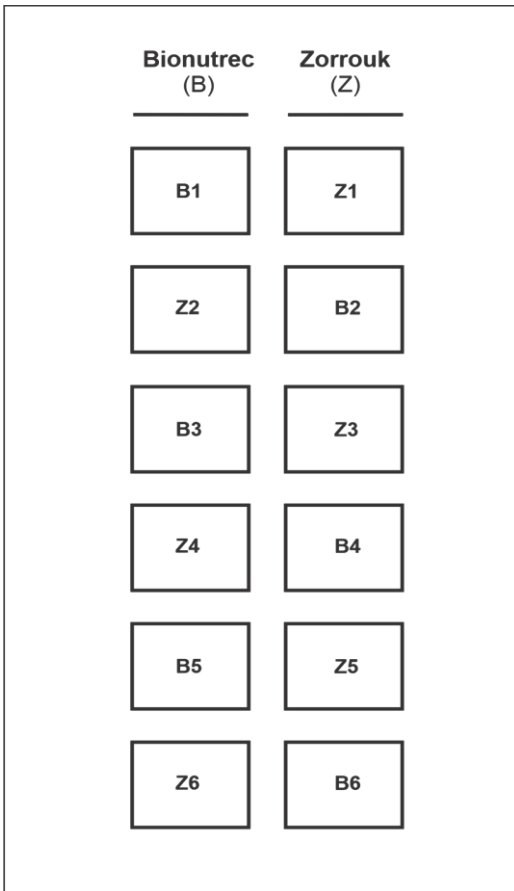 Bionutrec Zorrouk
(B) (Z)
B1 Z1
Z2 B2
B3 Z3
Z4 B4
B5 Z5
Z6 B6